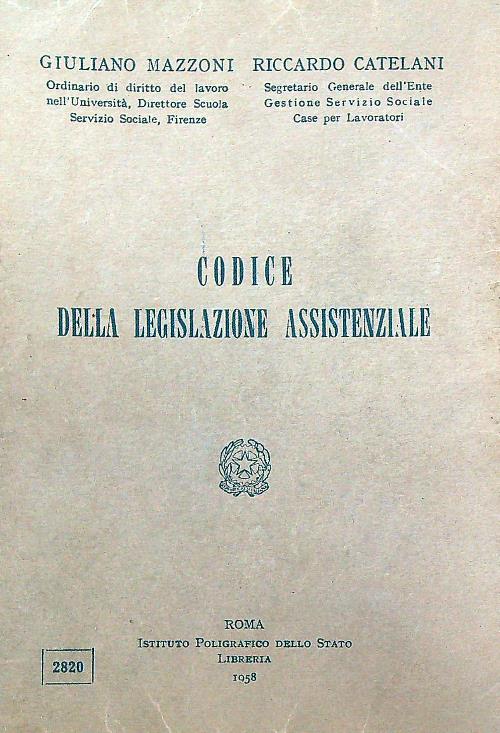 GIULIANO MAZZONI
Ordinario di diritto del lavoro
nell'Università, Direttore Scuola
Servizio Sociale, Firenze
RICCARDO CATELANI
Segretario Generale dell'Ente
Gestione Servizio Sociale
Case per Lavoratori
CODICE
DELLA LEGISLAZIONE ASSISTENZIALE
ROMA
ISTITUTO POLIGRAFICO DELLO STATO
LIBRERIA
1958
2820